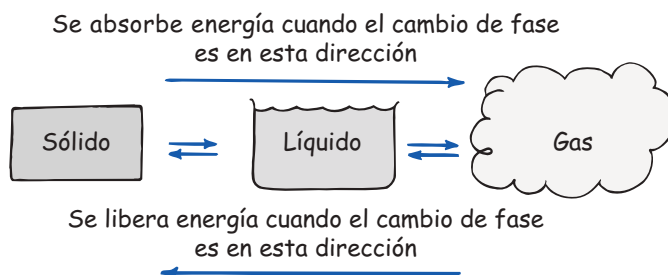 Se absorbe energía cuando el cambio de fase
es en esta dirección
Sólido
Líquido
Gas
Se libera energía cuando el cambio de fase
es en esta dirección